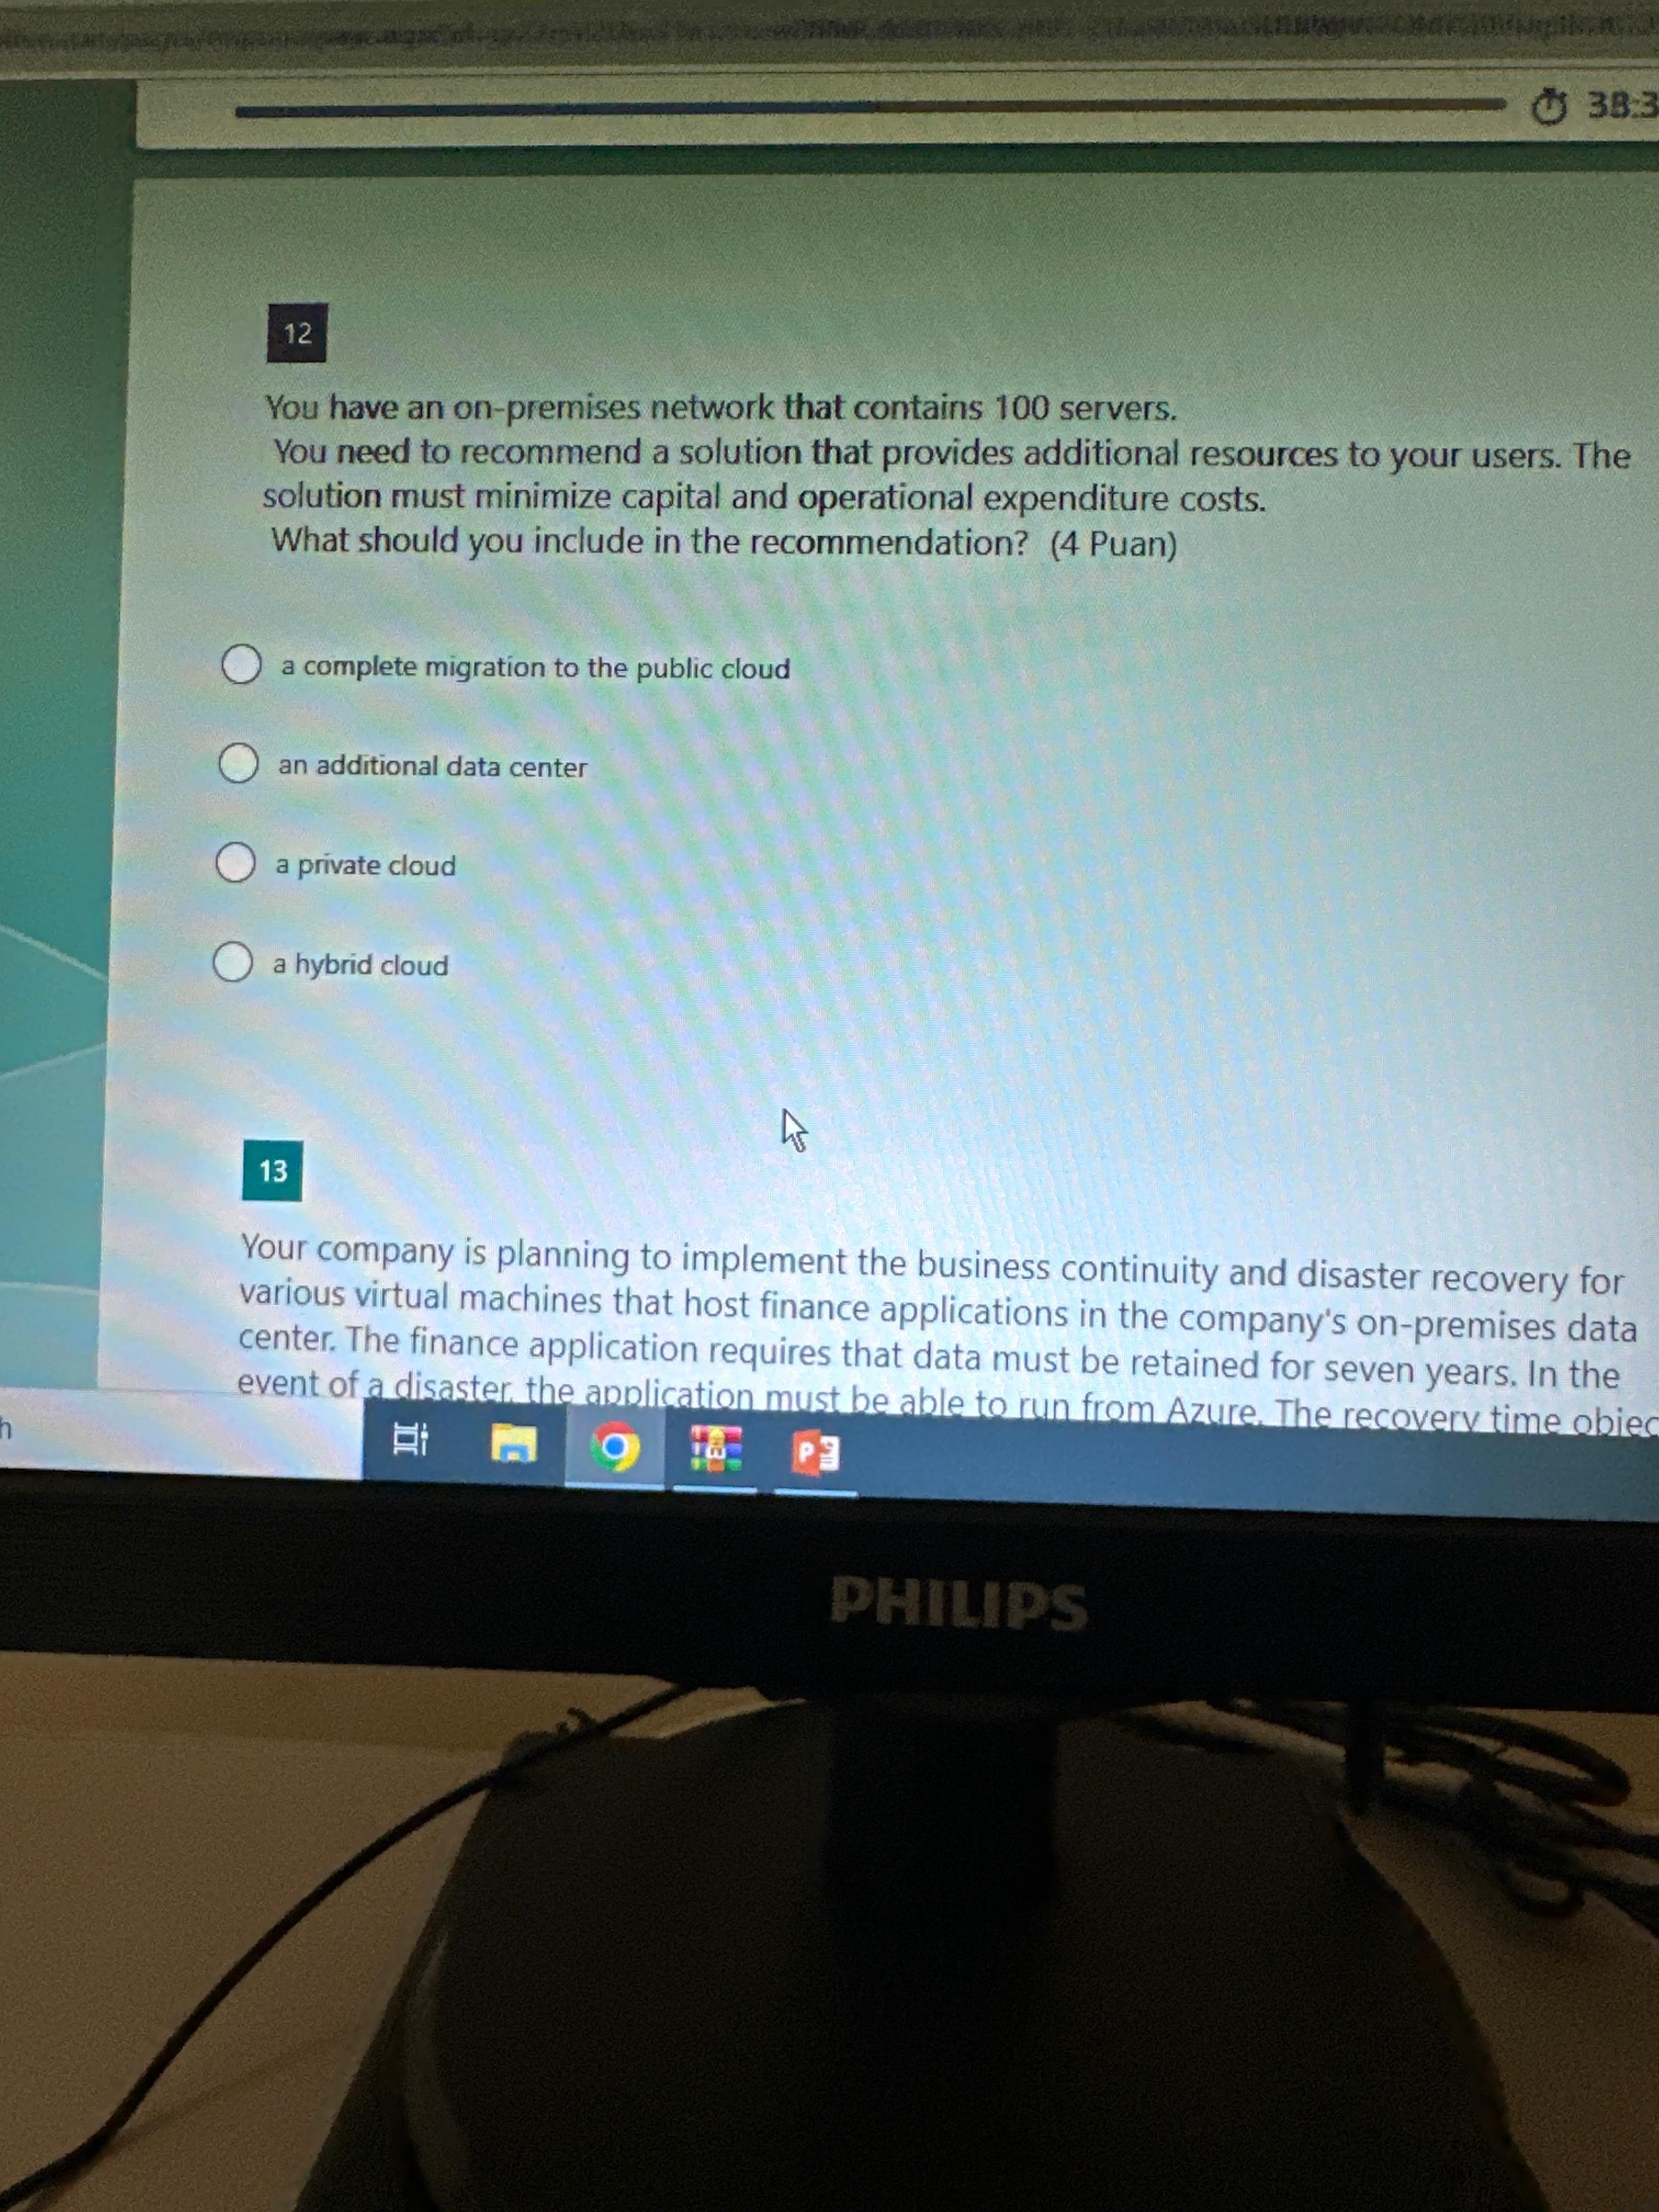 38:3
12
You have an on-premises network that contains 100 servers.
You need to recommend a solution that provides additional resources to your users. The
solution must minimize capital and operational expenditure costs.
What should you include in the recommendation? (4 Puan)
a complete migration to the public cloud
an additional data center
a private cloud
a hybrid cloud
13
Your company is planning to implement the business continuity and disaster recovery for
various virtual machines that host finance applications in the company's on-premises data
center. The finance application requires that data must be retained for seven years. In the
event of a disaster, the application must be able to run from Azure. The recovery time objec
h
PHILIPS